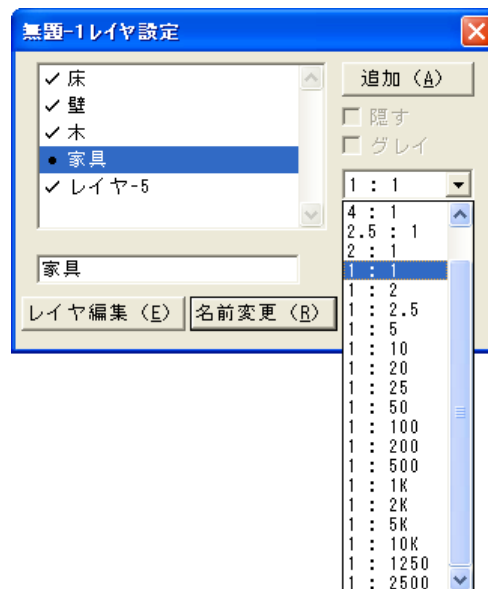 無題-1レイヤ設定
✓ 床
✓ 壁
✓ 木
● 家具
✓ レイヤ-5
家具
レイヤ編集 (E)
名前変更 (R)
追加 (A)
隠す
グレイ
1 : 1
4 : 1
2.5 : 1
2 : 1
1 : 1
1 : 2
1 : 2.5
1 : 5
1 : 10
1 : 20
1 : 25
1 : 50
1 : 100
1 : 200
1 : 500
1 : 1K
1 : 2K
1 : 5K
1 : 10K
1 : 1250
1 : 2500